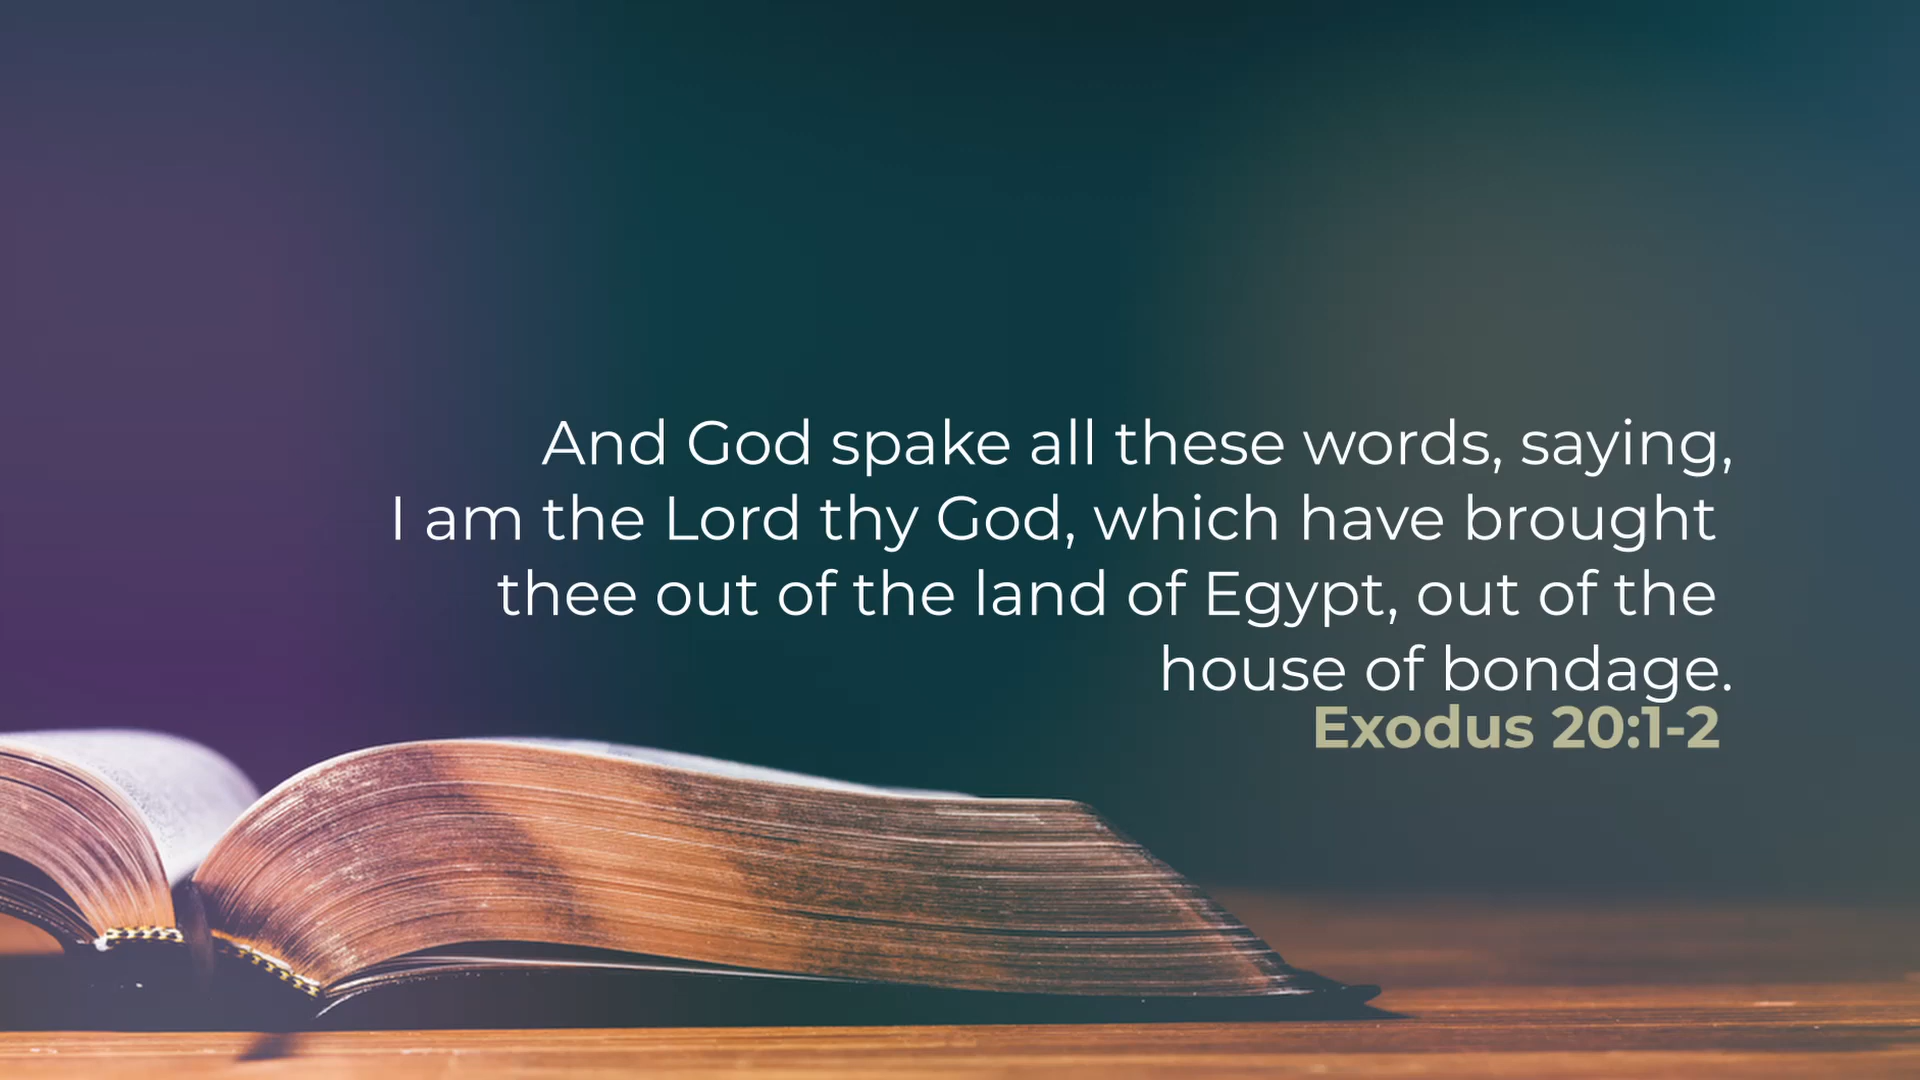 And God spake all these words, saying,
I am the Lord thy God, which have brought
thee out of the land of Egypt, out of the
house of bondage.
Exodus 20:1-2